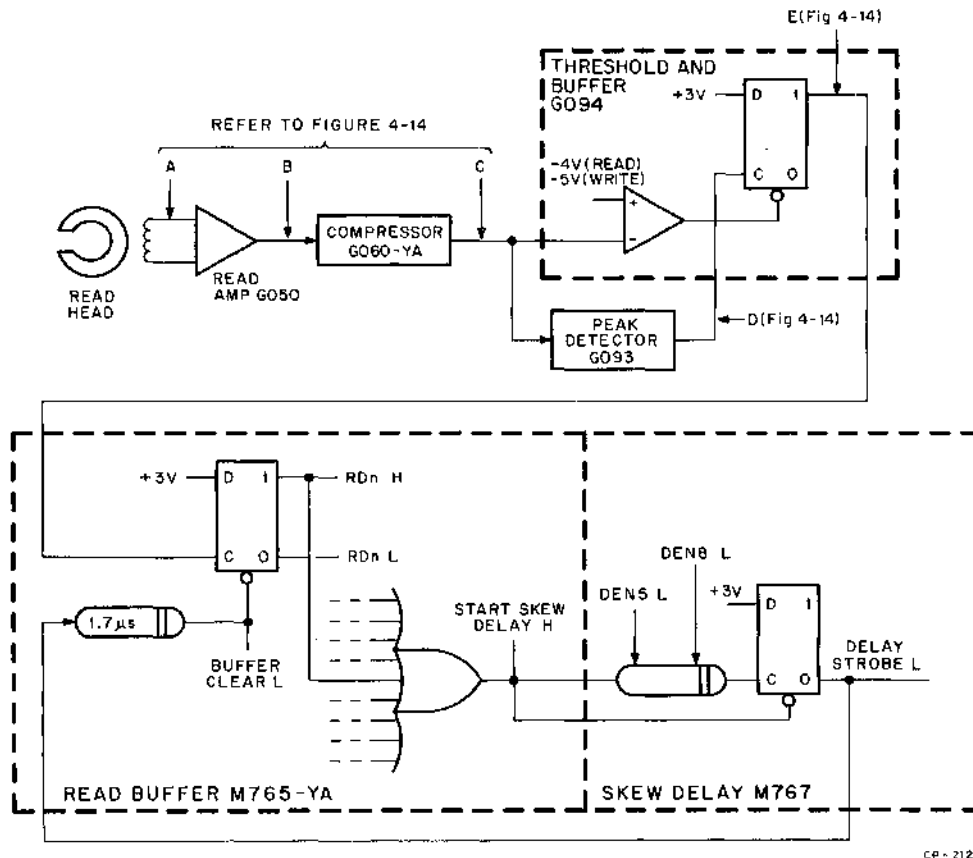 E(Fig 4-14)
THRESHOLD AND
BUFFER
G094
+3V
D 1
C 0
REFER TO FIGURE 4-14
A
B
C
-4V(READ)
-5V(WRITE)
+
-
READ
HEAD
READ
AMP G050
COMPRESSOR
G060-YA
PEAK
DETECTOR
G093
D(Fig 4-14)
+3V
D 1
C 0
RDn H
RDn L
1.7μs
BUFFER
CLEAR L
START SKEW
DELAY H
DEN5 L
DEN8 L
+3V
D 1
C 0
DELAY
STROBE L
READ BUFFER M765-YA
SKEW DELAY M767